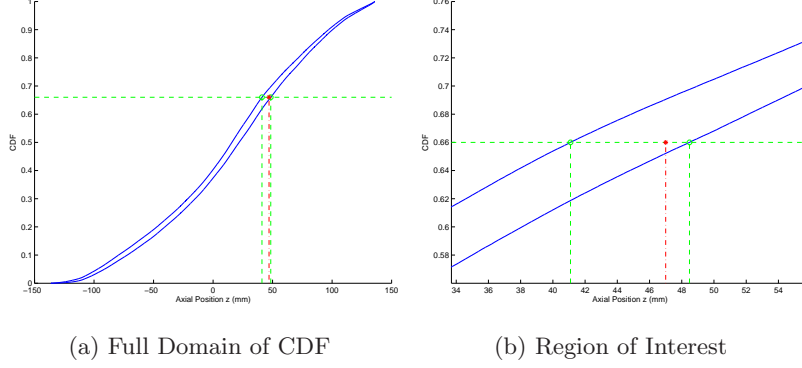 1
0.9
0.8
0.7
0.6
0.5
0.4
0.3
0.2
0.1
0
CDF
−150 −100 −50 0 50 100 150
Axial Position z (mm)
(a) Full Domain of CDF
0.76
0.74
0.72
0.7
0.68
0.66
0.64
0.62
0.6
0.58
CDF
34 36 38 40 42 44 46 48 50 52 54
Axial Position z (mm)
(b) Region of Interest